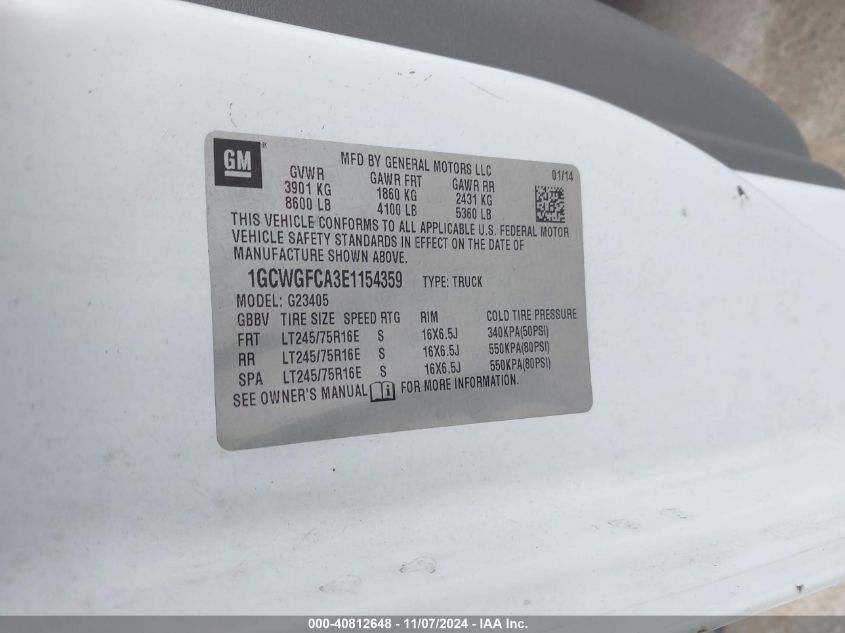 GM
MFD BY GENERAL MOTORS LLC
01/14
GVWR GAWR FRT GAWR RR
3901 KG 1860 KG 2431 KG
8600 LB 4100 LB 5360 LB
THIS VEHICLE CONFORMS TO ALL APPLICABLE U.S. FEDERAL MOTOR
VEHICLE SAFETY STANDARDS IN EFFECT ON THE DATE OF
MANUFACTURE SHOWN ABOVE.
1GCWGFCA3E1154359 TYPE: TRUCK
MODEL: G23405
GBBV TIRE SIZE SPEED RTG RIM COLD TIRE PRESSURE
FRT LT245/75R16E S 16X6.5J 340KPA(50PSI)
RR LT245/75R16E S 16X6.5J 550KPA(80PSI)
SPA LT245/75R16E S 16X6.5J 550KPA(80PSI)
SEE OWNER'S MANUAL FOR MORE INFORMATION.
000-40812648 - 11/07/2024 - IAA Inc.